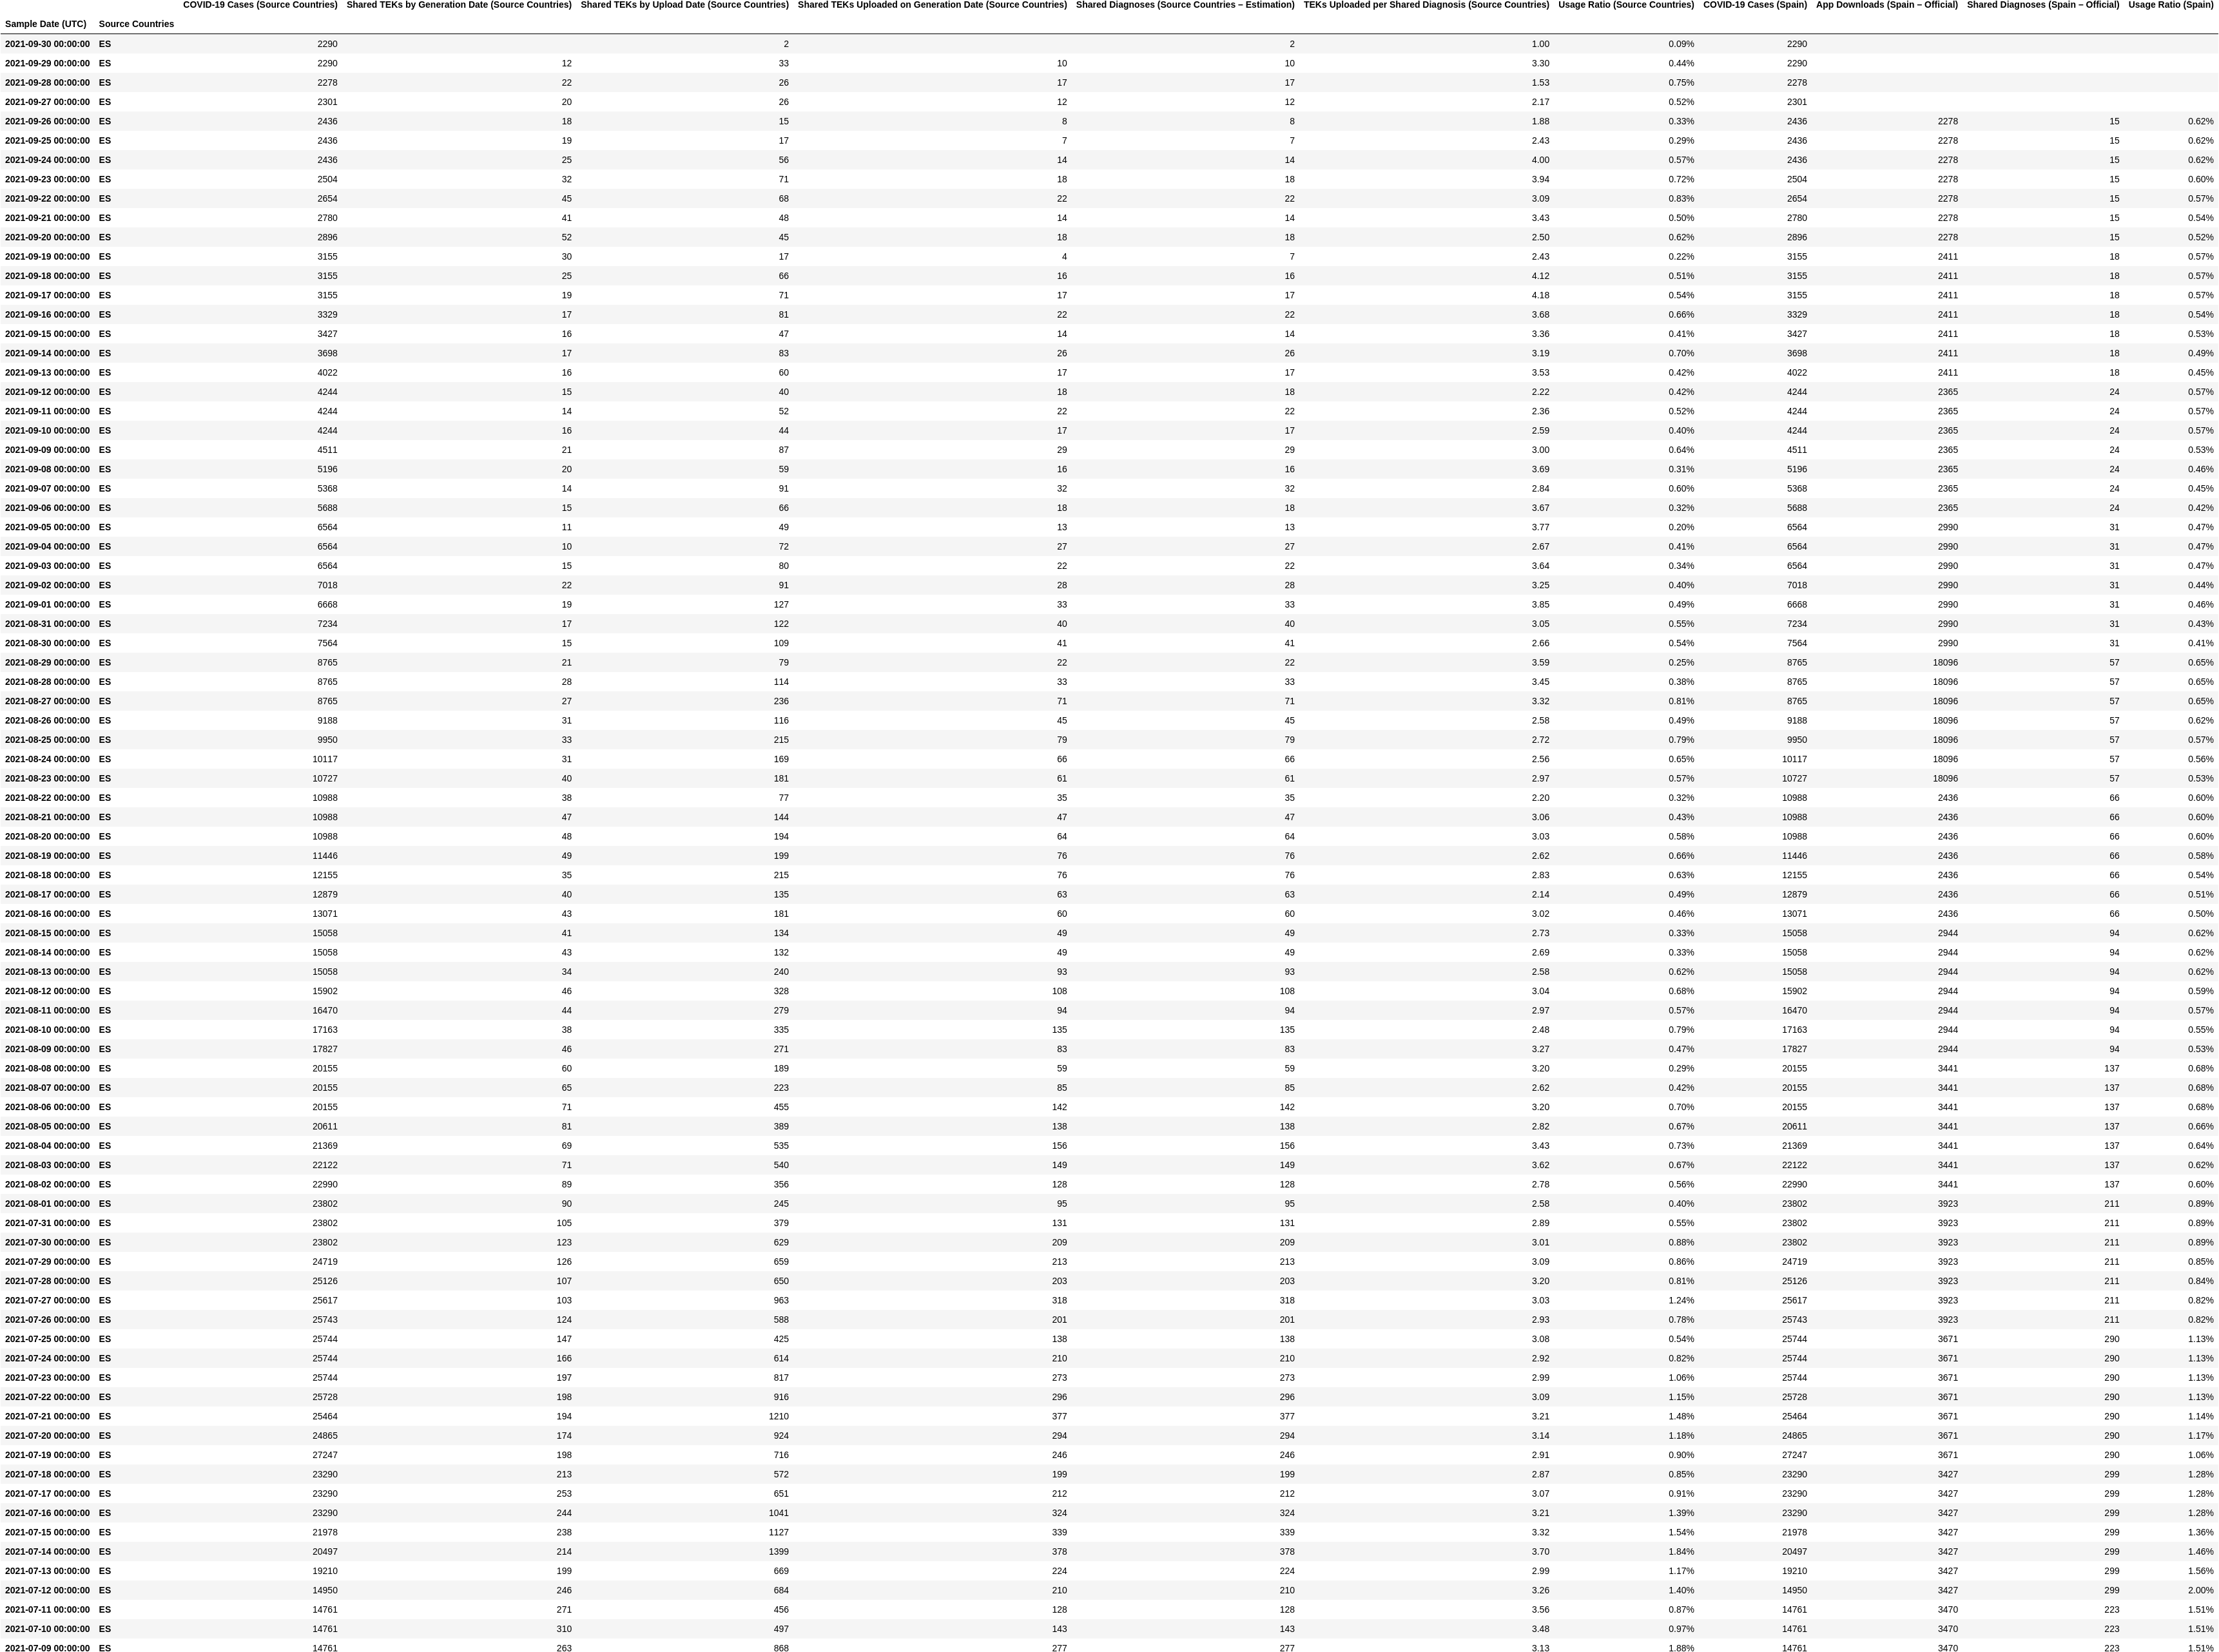 COVID-19 Cases (Source Countries) Shared TEKs by Generation Date (Source Countries) Shared TEKs by Upload Date (Source Countries) Shared TEKs Uploaded on Generation Date (Source Countries) Shared Diagnoses (Source Countries – Estimation) TEKs Uploaded per Shared Diagnosis (Source Countries) Usage Ratio (Source Countries) COVID-19 Cases (Spain) App Downloads (Spain – Official) Shared Diagnoses (Spain – Official) Usage Ratio (Spain)
Sample Date (UTC) Source Countries
2021-09-30 00:00:00 ES 2290 2 2 1.00 0.09% 2290
2021-09-29 00:00:00 ES 2290 12 33 10 10 3.30 0.44% 2290
2021-09-28 00:00:00 ES 2278 22 26 17 17 1.53 0.75% 2278
2021-09-27 00:00:00 ES 2301 20 26 12 12 2.17 0.52% 2301
2021-09-26 00:00:00 ES 2436 18 15 8 8 1.88 0.33% 2436 2278 15 0.62%
2021-09-25 00:00:00 ES 2436 19 17 7 7 2.43 0.29% 2436 2278 15 0.62%
2021-09-24 00:00:00 ES 2436 25 56 14 14 4.00 0.57% 2436 2278 15 0.62%
2021-09-23 00:00:00 ES 2504 32 71 18 18 3.94 0.72% 2504 2278 15 0.60%
2021-09-22 00:00:00 ES 2654 45 68 22 22 3.09 0.83% 2654 2278 15 0.57%
2021-09-21 00:00:00 ES 2780 41 48 14 14 3.43 0.50% 2780 2278 15 0.54%
2021-09-20 00:00:00 ES 2896 52 45 18 18 2.50 0.62% 2896 2278 15 0.52%
2021-09-19 00:00:00 ES 3155 30 17 4 7 2.43 0.22% 3155 2411 18 0.57%
2021-09-18 00:00:00 ES 3155 25 66 16 16 4.12 0.51% 3155 2411 18 0.57%
2021-09-17 00:00:00 ES 3155 19 71 17 17 4.18 0.54% 3155 2411 18 0.57%
2021-09-16 00:00:00 ES 3329 17 81 22 22 3.68 0.66% 3329 2411 18 0.54%
2021-09-15 00:00:00 ES 3427 16 47 14 14 3.36 0.41% 3427 2411 18 0.53%
2021-09-14 00:00:00 ES 3698 17 83 26 26 3.19 0.70% 3698 2411 18 0.49%
2021-09-13 00:00:00 ES 4022 16 60 17 17 3.53 0.42% 4022 2411 18 0.45%
2021-09-12 00:00:00 ES 4244 15 40 18 18 2.22 0.42% 4244 2365 24 0.57%
2021-09-11 00:00:00 ES 4244 14 52 22 22 2.36 0.52% 4244 2365 24 0.57%
2021-09-10 00:00:00 ES 4244 16 44 17 17 2.59 0.40% 4244 2365 24 0.57%
2021-09-09 00:00:00 ES 4511 21 87 29 29 3.00 0.64% 4511 2365 24 0.53%
2021-09-08 00:00:00 ES 5196 20 59 16 16 3.69 0.31% 5196 2365 24 0.46%
2021-09-07 00:00:00 ES 5368 14 91 32 32 2.84 0.60% 5368 2365 24 0.45%
2021-09-06 00:00:00 ES 5688 15 66 18 18 3.67 0.32% 5688 2365 24 0.42%
2021-09-05 00:00:00 ES 6564 11 49 13 13 3.77 0.20% 6564 2990 31 0.47%
2021-09-04 00:00:00 ES 6564 10 72 27 27 2.67 0.41% 6564 2990 31 0.47%
2021-09-03 00:00:00 ES 6564 15 80 22 22 3.64 0.34% 6564 2990 31 0.47%
2021-09-02 00:00:00 ES 7018 22 91 28 28 3.25 0.40% 7018 2990 31 0.44%
2021-09-01 00:00:00 ES 6668 19 127 33 33 3.85 0.49% 6668 2990 31 0.46%
2021-08-31 00:00:00 ES 7234 17 122 40 40 3.05 0.55% 7234 2990 31 0.43%
2021-08-30 00:00:00 ES 7564 15 109 41 41 2.66 0.54% 7564 2990 31 0.41%
2021-08-29 00:00:00 ES 8765 21 79 22 22 3.59 0.25% 8765 18096 57 0.65%
2021-08-28 00:00:00 ES 8765 28 114 33 33 3.45 0.38% 8765 18096 57 0.65%
2021-08-27 00:00:00 ES 8765 27 236 71 71 3.32 0.81% 8765 18096 57 0.65%
2021-08-26 00:00:00 ES 9188 31 116 45 45 2.58 0.49% 9188 18096 57 0.62%
2021-08-25 00:00:00 ES 9950 33 215 79 79 2.72 0.79% 9950 18096 57 0.57%
2021-08-24 00:00:00 ES 10117 31 169 66 66 2.56 0.65% 10117 18096 57 0.56%
2021-08-23 00:00:00 ES 10727 40 181 61 61 2.97 0.57% 10727 18096 57 0.53%
2021-08-22 00:00:00 ES 10988 38 77 35 35 2.20 0.32% 10988 2436 66 0.60%
2021-08-21 00:00:00 ES 10988 47 144 47 47 3.06 0.43% 10988 2436 66 0.60%
2021-08-20 00:00:00 ES 10988 48 194 64 64 3.03 0.58% 10988 2436 66 0.60%
2021-08-19 00:00:00 ES 11446 49 199 76 76 2.62 0.66% 11446 2436 66 0.58%
2021-08-18 00:00:00 ES 12155 35 215 76 76 2.83 0.63% 12155 2436 66 0.54%
2021-08-17 00:00:00 ES 12879 40 135 63 63 2.14 0.49% 12879 2436 66 0.51%
2021-08-16 00:00:00 ES 13071 43 181 60 60 3.02 0.46% 13071 2436 66 0.50%
2021-08-15 00:00:00 ES 15058 41 134 49 49 2.73 0.33% 15058 2944 94 0.62%
2021-08-14 00:00:00 ES 15058 43 132 49 49 2.69 0.33% 15058 2944 94 0.62%
2021-08-13 00:00:00 ES 15058 34 240 93 93 2.58 0.62% 15058 2944 94 0.62%
2021-08-12 00:00:00 ES 15902 46 328 108 108 3.04 0.68% 15902 2944 94 0.59%
2021-08-11 00:00:00 ES 16470 44 279 94 94 2.97 0.57% 16470 2944 94 0.57%
2021-08-10 00:00:00 ES 17163 38 335 135 135 2.48 0.79% 17163 2944 94 0.55%
2021-08-09 00:00:00 ES 17827 46 271 83 83 3.27 0.47% 17827 2944 94 0.53%
2021-08-08 00:00:00 ES 20155 60 189 59 59 3.20 0.29% 20155 3441 137 0.68%
2021-08-07 00:00:00 ES 20155 65 223 85 85 2.62 0.42% 20155 3441 137 0.68%
2021-08-06 00:00:00 ES 20155 71 455 142 142 3.20 0.70% 20155 3441 137 0.68%
2021-08-05 00:00:00 ES 20611 81 389 138 138 2.82 0.67% 20611 3441 137 0.66%
2021-08-04 00:00:00 ES 21369 69 535 156 156 3.43 0.73% 21369 3441 137 0.64%
2021-08-03 00:00:00 ES 22122 71 540 149 149 3.62 0.67% 22122 3441 137 0.62%
2021-08-02 00:00:00 ES 22990 89 356 128 128 2.78 0.56% 22990 3441 137 0.60%
2021-08-01 00:00:00 ES 23802 90 245 95 95 2.58 0.40% 23802 3923 211 0.89%
2021-07-31 00:00:00 ES 23802 105 379 131 131 2.89 0.55% 23802 3923 211 0.89%
2021-07-30 00:00:00 ES 23802 123 629 209 209 3.01 0.88% 23802 3923 211 0.89%
2021-07-29 00:00:00 ES 24719 126 659 213 213 3.09 0.86% 24719 3923 211 0.85%
2021-07-28 00:00:00 ES 25126 107 650 203 203 3.20 0.81% 25126 3923 211 0.84%
2021-07-27 00:00:00 ES 25617 103 963 318 318 3.03 1.24% 25617 3923 211 0.82%
2021-07-26 00:00:00 ES 25743 124 588 201 201 2.93 0.78% 25743 3923 211 0.82%
2021-07-25 00:00:00 ES 25744 147 425 138 138 3.08 0.54% 25744 3671 290 1.13%
2021-07-24 00:00:00 ES 25744 166 614 210 210 2.92 0.82% 25744 3671 290 1.13%
2021-07-23 00:00:00 ES 25744 197 817 273 273 2.99 1.06% 25744 3671 290 1.13%
2021-07-22 00:00:00 ES 25728 198 916 296 296 3.09 1.15% 25728 3671 290 1.13%
2021-07-21 00:00:00 ES 25464 194 1210 377 377 3.21 1.48% 25464 3671 290 1.14%
2021-07-20 00:00:00 ES 24865 174 924 294 294 3.14 1.18% 24865 3671 290 1.17%
2021-07-19 00:00:00 ES 27247 198 716 246 246 2.91 0.90% 27247 3671 290 1.06%
2021-07-18 00:00:00 ES 23290 213 572 199 199 2.87 0.85% 23290 3427 299 1.28%
2021-07-17 00:00:00 ES 23290 253 651 212 212 3.07 0.91% 23290 3427 299 1.28%
2021-07-16 00:00:00 ES 23290 244 1041 324 324 3.21 1.39% 23290 3427 299 1.28%
2021-07-15 00:00:00 ES 21978 238 1127 339 339 3.32 1.54% 21978 3427 299 1.36%
2021-07-14 00:00:00 ES 20497 214 1399 378 378 3.70 1.84% 20497 3427 299 1.46%
2021-07-13 00:00:00 ES 19210 199 669 224 224 2.99 1.17% 19210 3427 299 1.56%
2021-07-12 00:00:00 ES 14950 246 684 210 210 3.26 1.40% 14950 3427 299 2.00%
2021-07-11 00:00:00 ES 14761 271 456 128 128 3.56 0.87% 14761 3470 223 1.51%
2021-07-10 00:00:00 ES 14761 310 497 143 143 3.48 0.97% 14761 3470 223 1.51%
2021-07-09 00:00:00 ES 14761 263 868 277 277 3.13 1.88% 14761 3470 223 1.51%